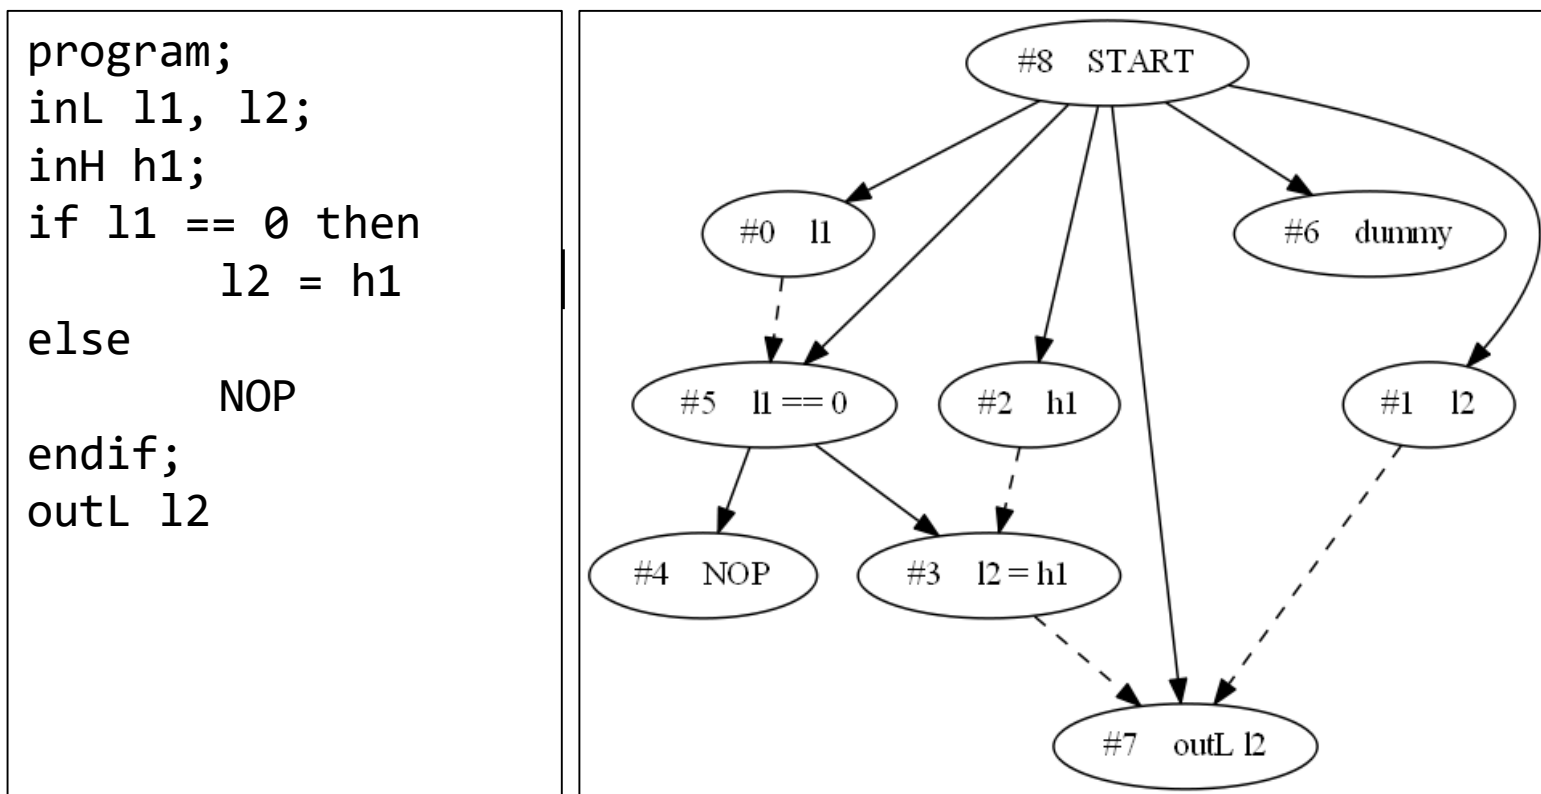 program;
inL l1, l2;
inH h1;
if l1 == 0 then
l2 = h1
else
NOP
endif;
outL l2
#8 START
#0 l1
#6 dummy
#5 l1 == 0
#2 h1
#1 l2
#4 NOP
#3 l2 = h1
#7 outL l2